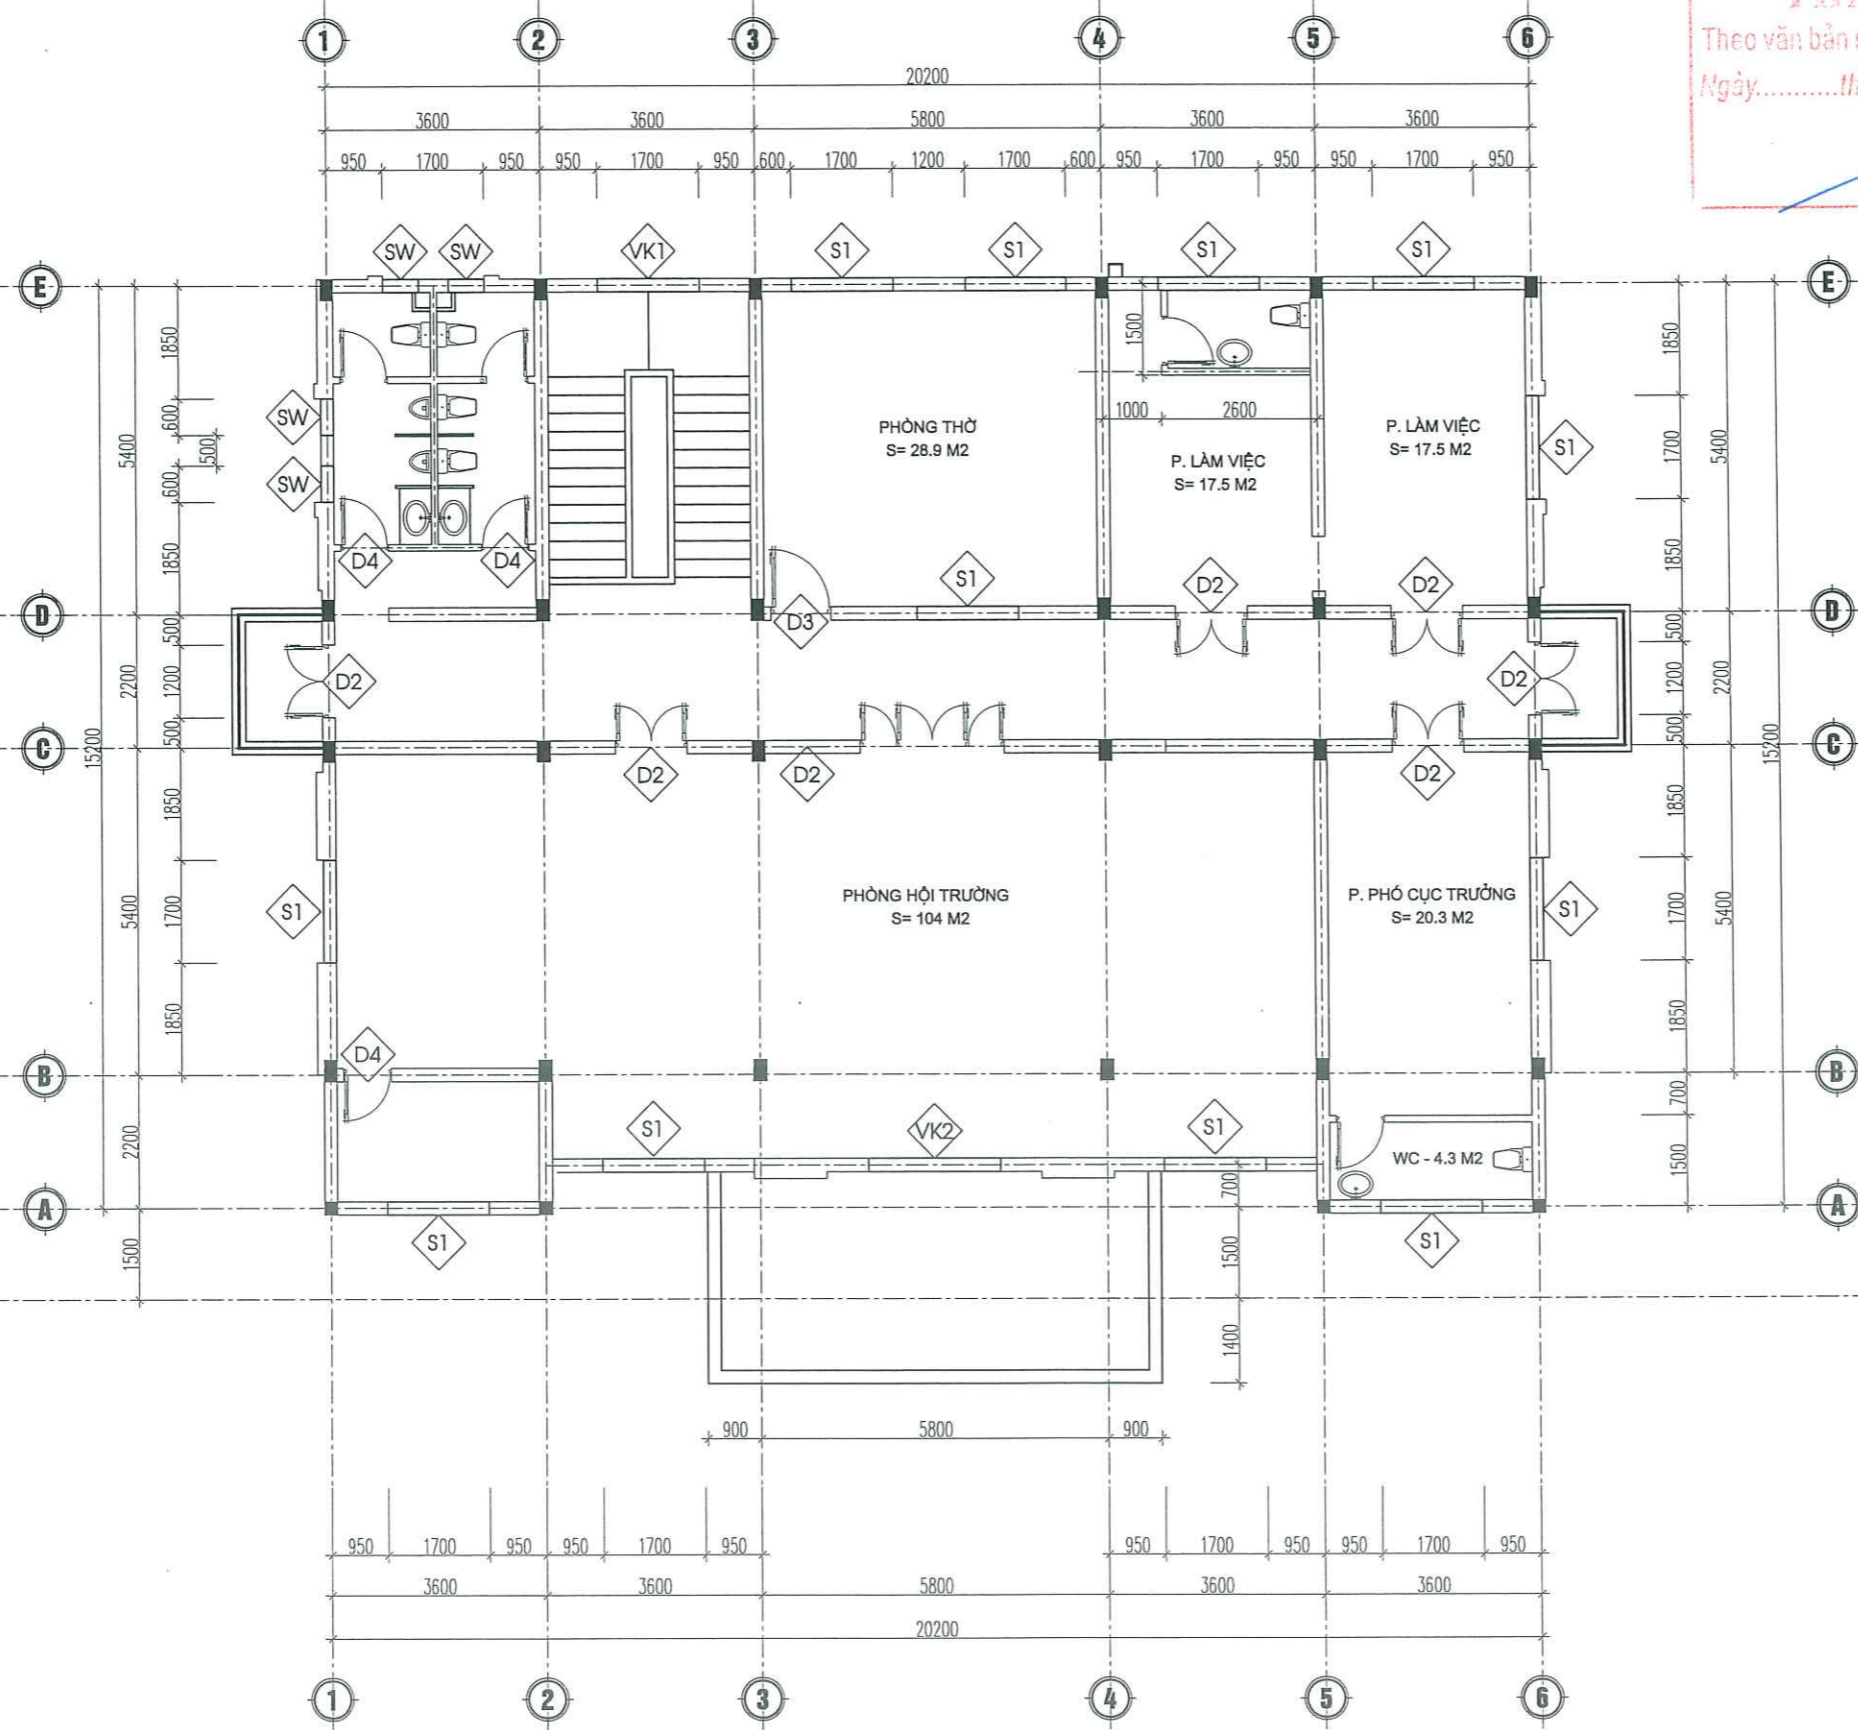 1 2 3 4 5 6
Theo văn bản
Ngày...........th
20200
3600 3600 5800 3600 3600
950 1700 950 950 1700 950 600 1700 1200 1700 600 950 1700 950 950 1700 950
SW SW VK1 S1 S1 S1 S1
E E
1850 1500 1850
SW 600 1000 2600
PHÒNG THỜ P. LÀM VIỆC
S= 28.9 M2 S= 17.5 M2
5400 500 1700 S1 5400
P. LÀM VIỆC
S= 17.5 M2
SW 600
1850 D4 D4 S1 D2 D2 1850
D D
500 D3 500
2200 1200 D2 D2 1200 2200
500 500
C C
15200 D2 D2 D2 15200
1850 1850
PHÒNG HỘI TRƯỜNG P. PHÓ CỤC TRƯỞNG
S= 104 M2 S= 20.3 M2
5400 1700 S1 S1 1700 5400
1850 1850
D4
B B
700
2200 S1 VK2 S1
WC - 4.3 M2 1500
700
A A
1500 S1 1500 S1
1400
900 5800 900
950 1700 950 950 1700 950 950 1700 950 950 1700 950
3600 3600 5800 3600 3600
20200
1 2 3 4 5 6